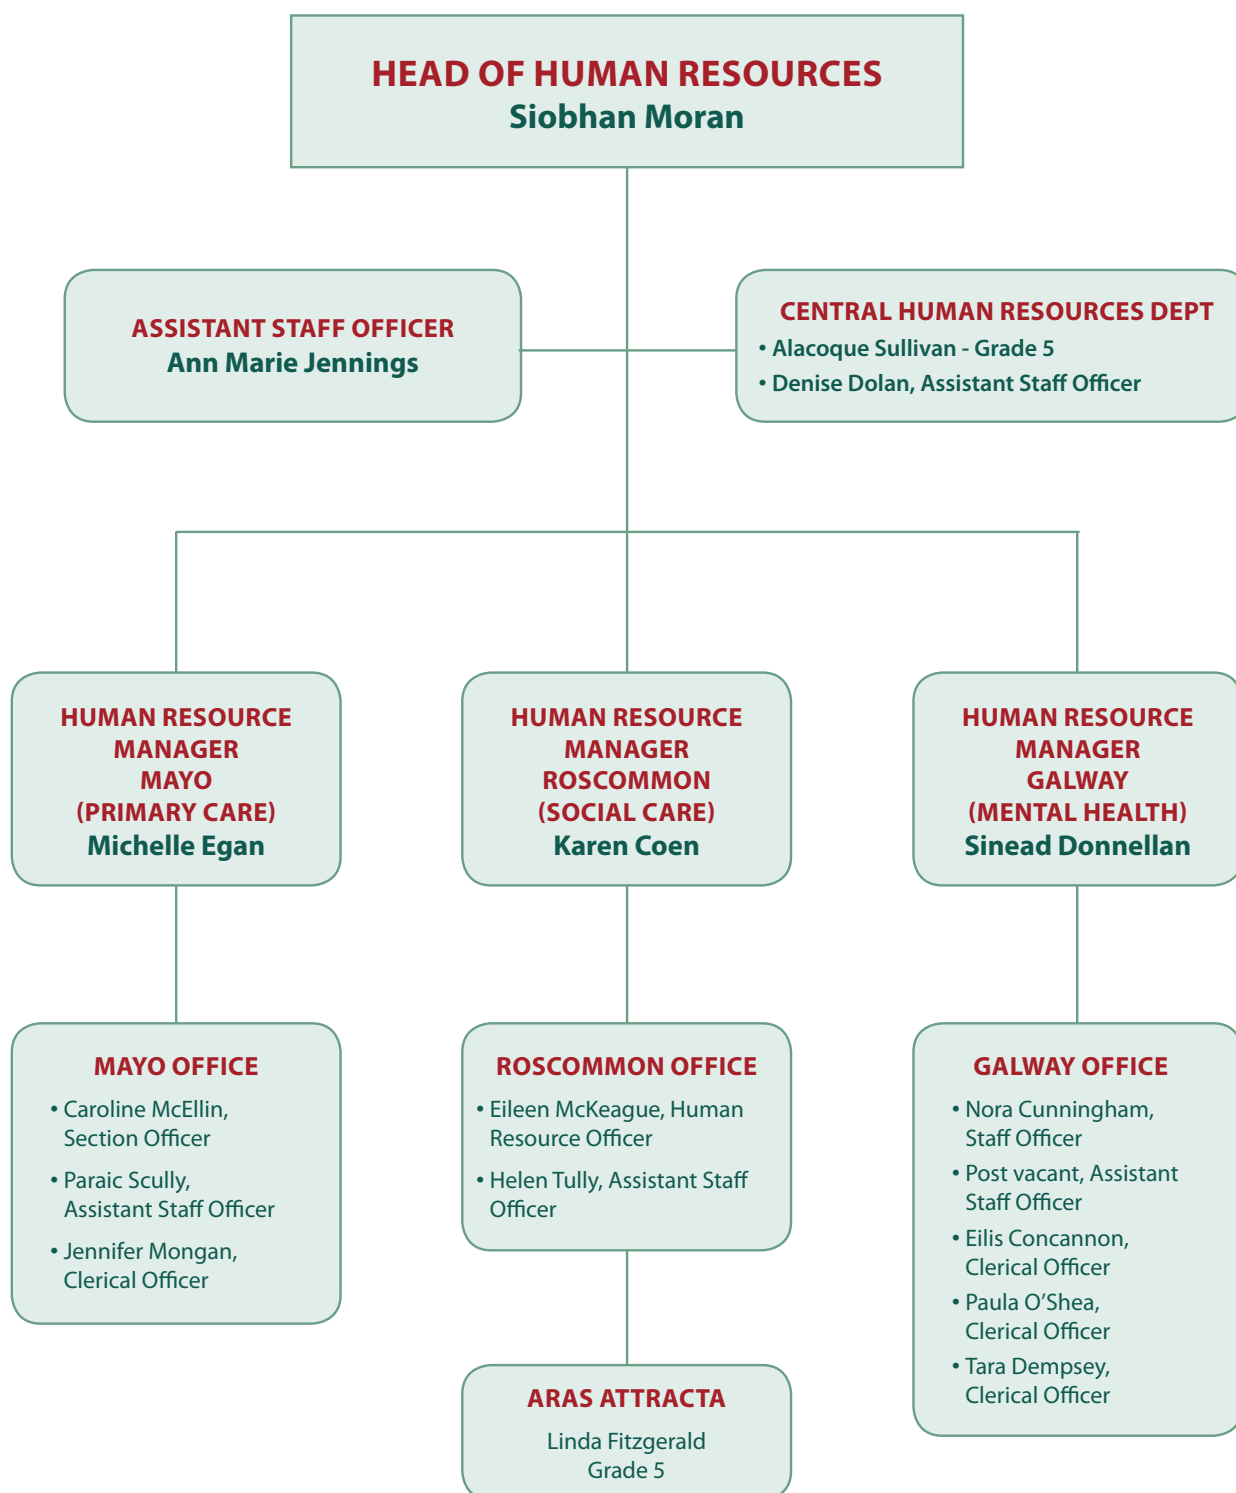 HEAD OF HUMAN RESOURCES
Siobhan Moran
ASSISTANT STAFF OFFICER
Ann Marie Jennings
CENTRAL HUMAN RESOURCES DEPT
• Alacoque Sullivan - Grade 5
• Denise Dolan, Assistant Staff Officer
HUMAN RESOURCE
MANAGER
MAYO
(PRIMARY CARE)
Michelle Egan
HUMAN RESOURCE
MANAGER
ROSCOMMON
(SOCIAL CARE)
Karen Coen
HUMAN RESOURCE
MANAGER
GALWAY
(MENTAL HEALTH)
Sinead Donnellan
MAYO OFFICE
• Caroline McEllin,
Section Officer
• Paraic Scully,
Assistant Staff Officer
• Jennifer Mongan,
Clerical Officer
ROSCOMMON OFFICE
• Eileen McKeague, Human
Resource Officer
• Helen Tully, Assistant Staff
Officer
GALWAY OFFICE
• Nora Cunningham,
Staff Officer
• Post vacant, Assistant
Staff Officer
• Eilis Concannon,
Clerical Officer
• Paula O’Shea,
Clerical Officer
• Tara Dempsey,
Clerical Officer
ARAS ATTRACTA
Linda Fitzgerald
Grade 5